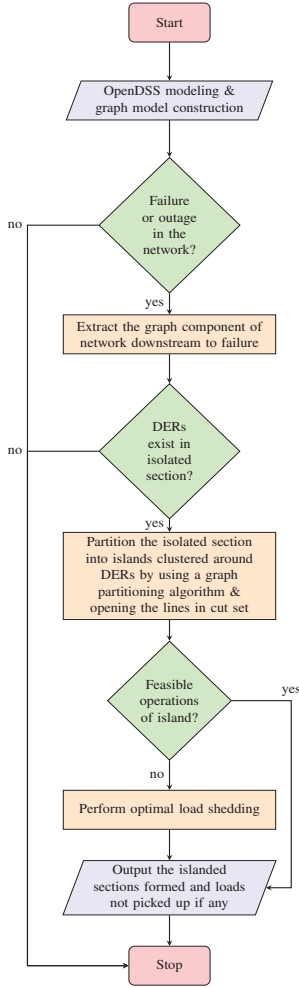 Start
OpenDSS modeling &
graph model construction
Failure
or outage
in the
network?
no
yes
Extract the graph component of
network downstream to failure
DERs
exist in
isolated
section?
no
yes
Partition the isolated section
into islands clustered around
DERs by using a graph
partitioning algorithm &
opening the lines in cut set
Feasible
operations
of island?
yes
no
Perform optimal load shedding
Output the islanded
sections formed and loads
not picked up if any
Stop